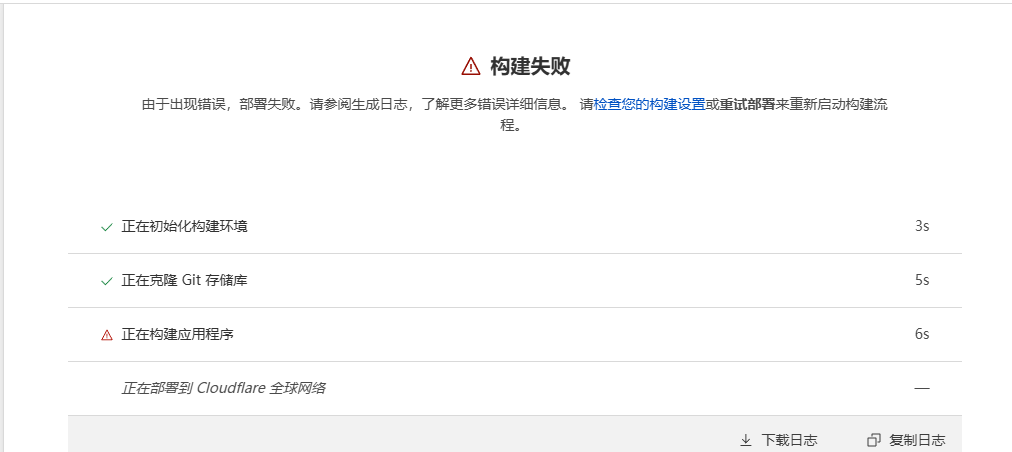 构建失败
由于出现错误，部署失败。请参阅生成日志，了解更多错误详细信息。 请检查您的构建设置或重试部署来重新启动构建流
程。
正在初始化构建环境 3s
正在克隆 Git 存储库 5s
正在构建应用程序 6s
正在部署到 Cloudflare 全球网络 —
下载日志 复制日志